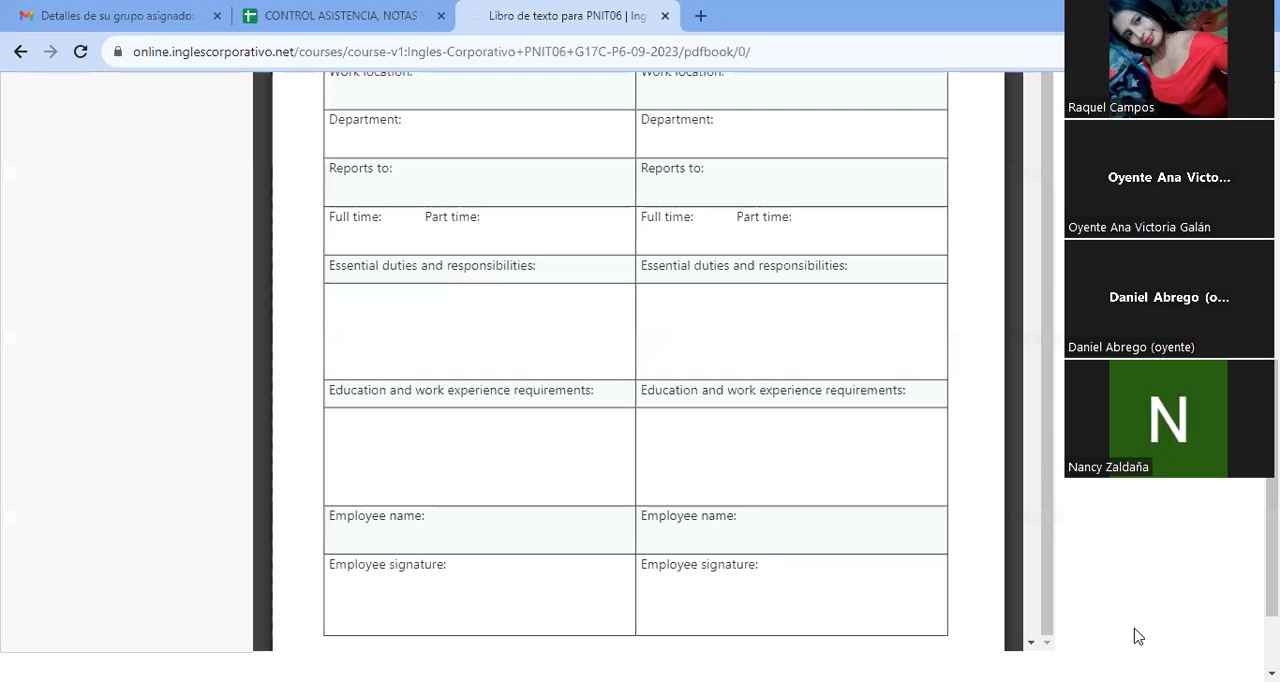 Detalles de su grupo asignado:
CONTROL ASISTENCIA, NOTAS
Libro de texto para PNIT06 | Ing
online.inglescorporativo.net/courses/course-v1:Ingles-Corporativo+PNIT06+G17C-P6-09-2023/pdfbook/0/
Work location: Work location:
Department: Department:
Reports to: Reports to:
Full time: Part time: Full time: Part time:
Essential duties and responsibilities: Essential duties and responsibilities:
Education and work experience requirements: Education and work experience requirements:
Employee name: Employee name:
Employee signature: Employee signature:
Raquel Campos
Oyente Ana Victo...
Oyente Ana Victoria Galán
Daniel Abrego (o...
Daniel Abrego (oyente)
N
Nancy Zaldaña